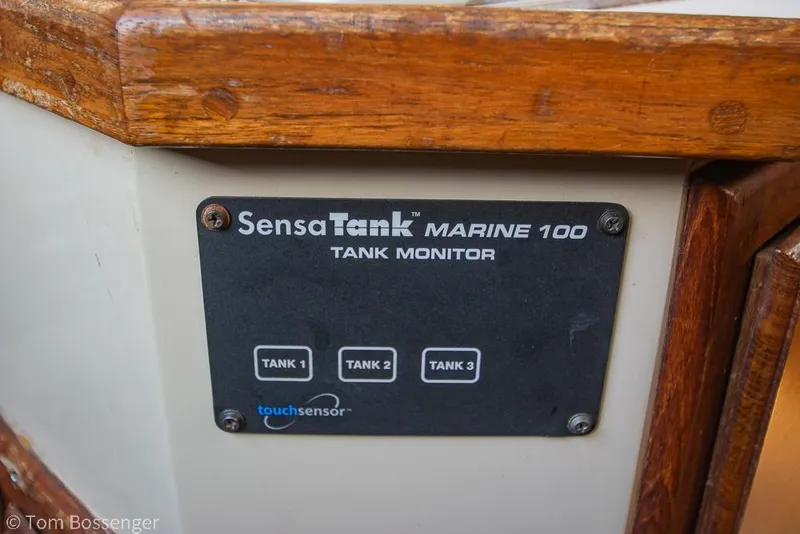 SensaTank™ MARINE 100
TANK MONITOR
TANK 1 TANK 2 TANK 3
touchsensor™
© Tom Bossenger